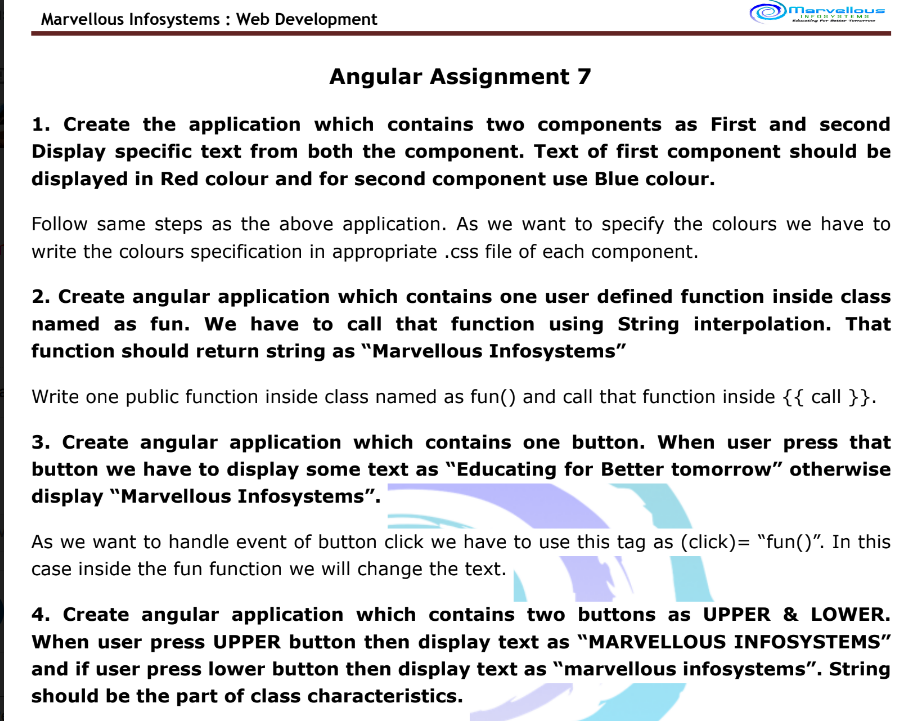 Marvellous Infosystems : Web Development
Marvellous
INFOSYSTEMS
Educating For Better Tomorrow
Angular Assignment 7
1. Create the application which contains two components as First and second
Display specific text from both the component. Text of first component should be
displayed in Red colour and for second component use Blue colour.
Follow same steps as the above application. As we want to specify the colours we have to
write the colours specification in appropriate .css file of each component.
2. Create angular application which contains one user defined function inside class
named as fun. We have to call that function using String interpolation. That
function should return string as “Marvellous Infosystems”
Write one public function inside class named as fun() and call that function inside {{ call }}.
3. Create angular application which contains one button. When user press that
button we have to display some text as “Educating for Better tomorrow” otherwise
display “Marvellous Infosystems”.
As we want to handle event of button click we have to use this tag as (click)= “fun()”. In this
case inside the fun function we will change the text.
4. Create angular application which contains two buttons as UPPER & LOWER.
When user press UPPER button then display text as “MARVELLOUS INFOSYSTEMS”
and if user press lower button then display text as “marvellous infosystems”. String
should be the part of class characteristics.